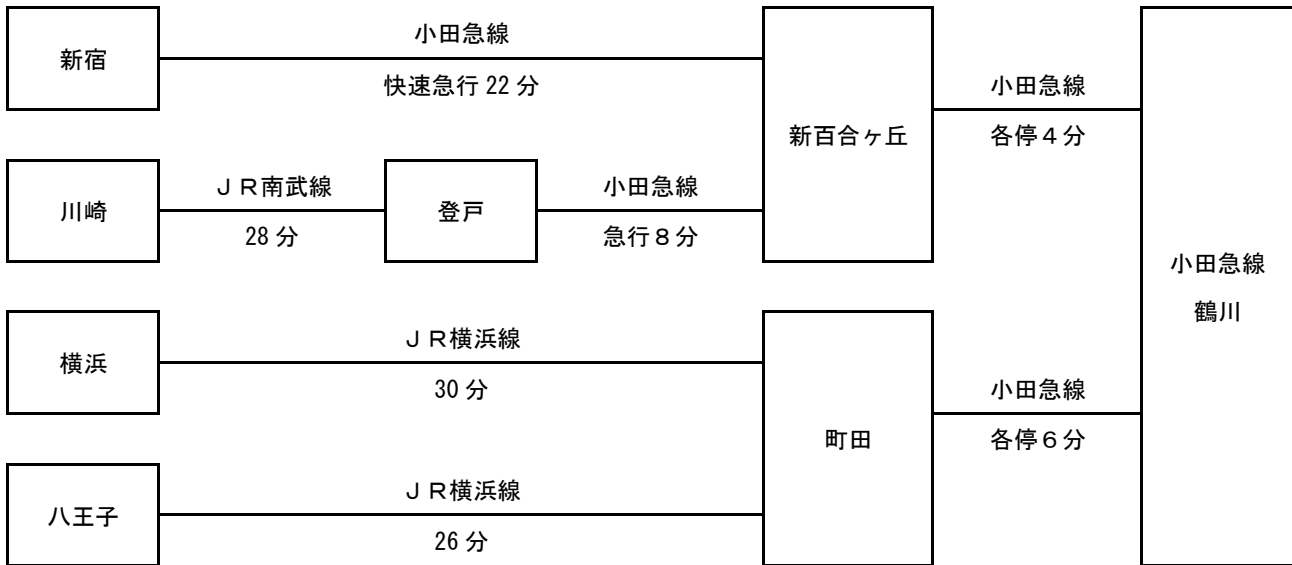 新宿
小田急線
快速急行 22 分
新百合ヶ丘
小田急線
各停４分
川崎
ＪＲ南武線
28 分
登戸
小田急線
急行８分
小田急線
鶴川
横浜
ＪＲ横浜線
30 分
町田
小田急線
各停６分
八王子
ＪＲ横浜線
26 分